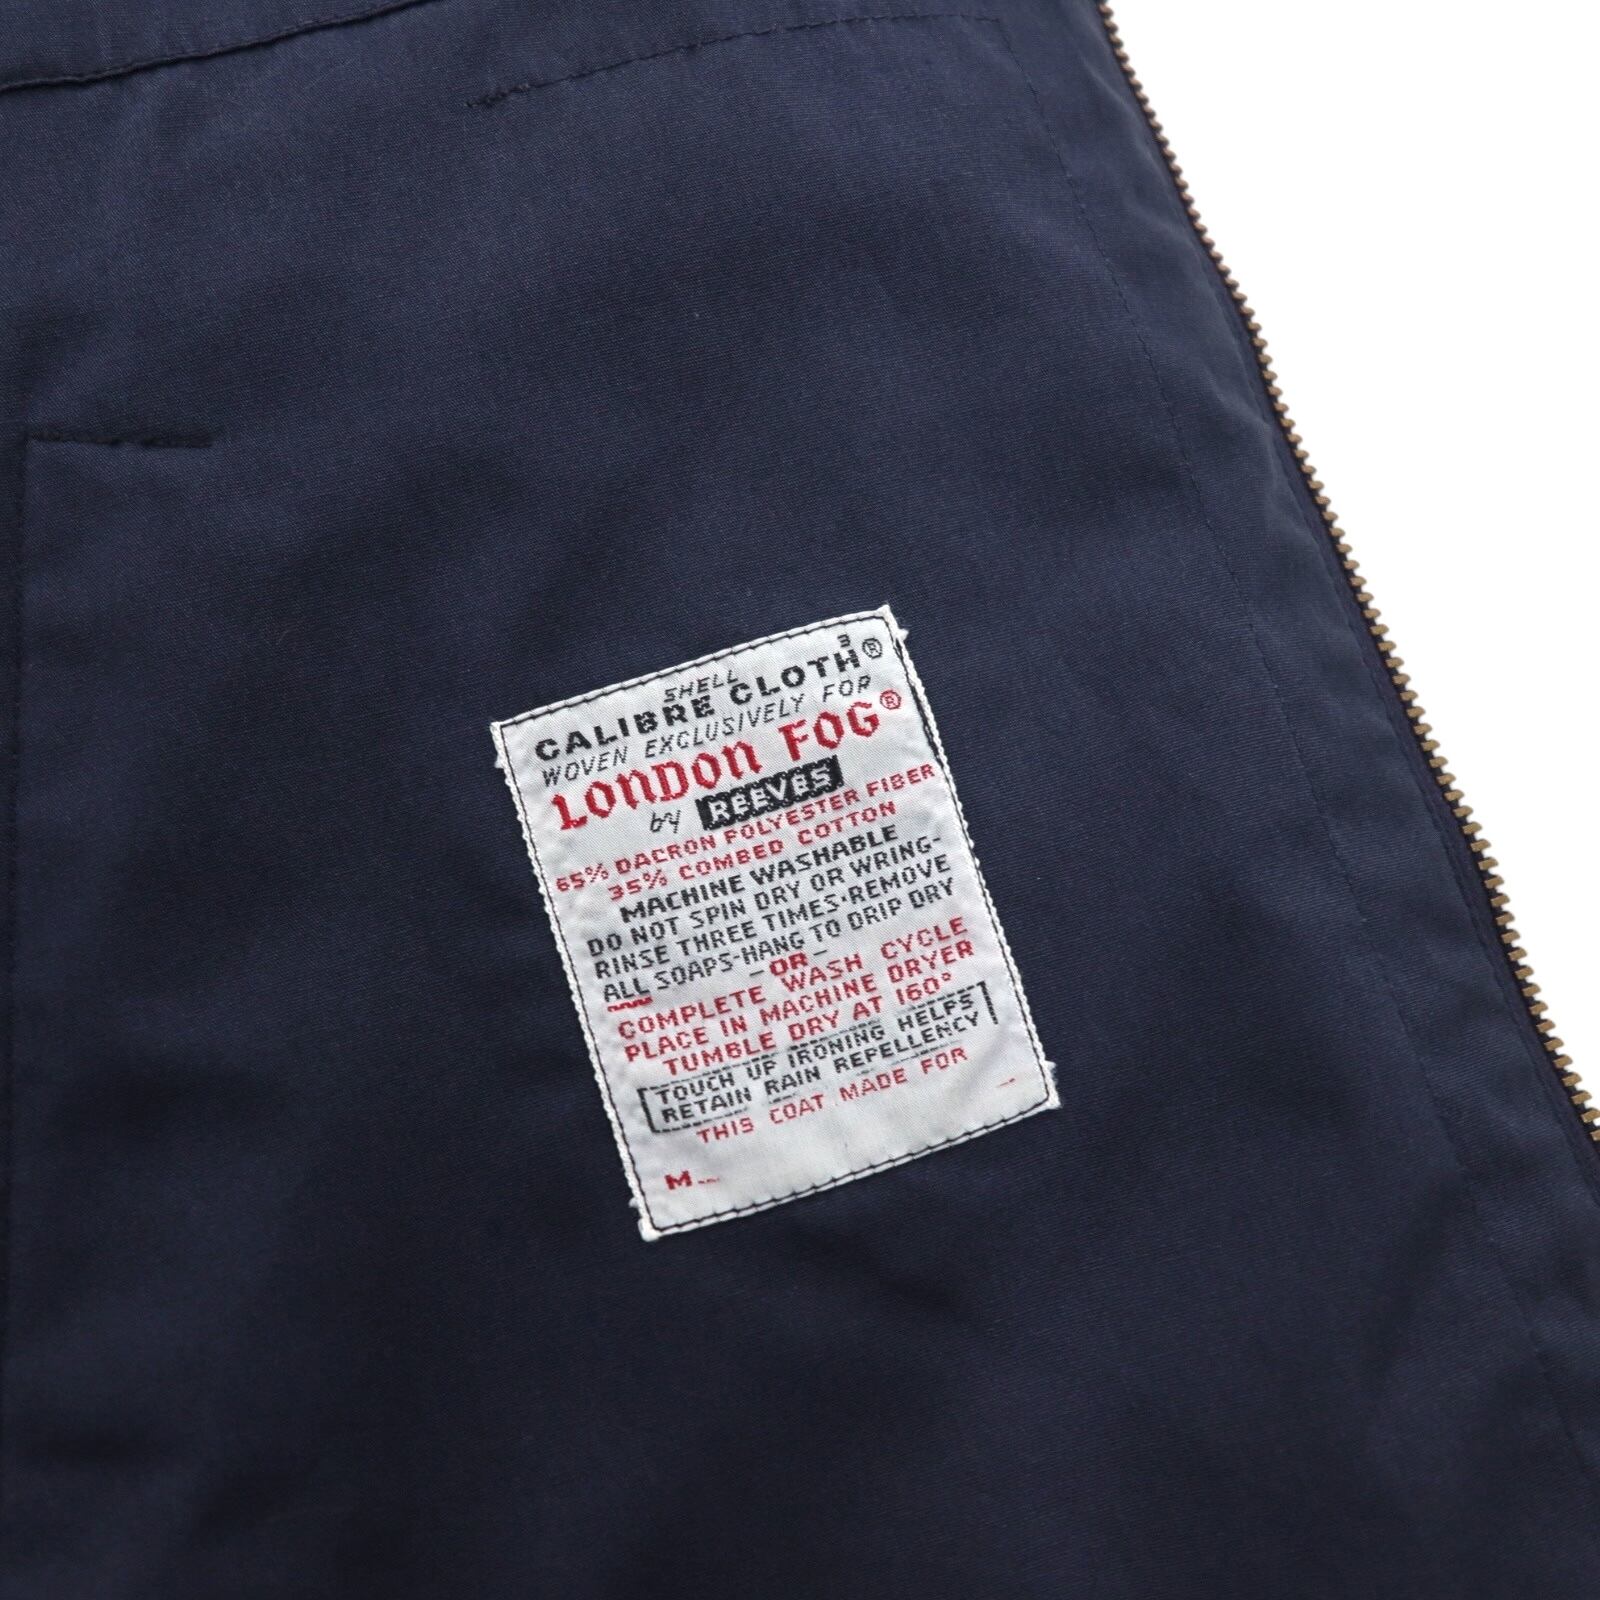 SHELL 3
CALIBRE CLOTH®
WOVEN EXCLUSIVELY FOR
LONDON FOG®
by REEVES
65% DACRON POLYESTER FIBER
35% COMBED COTTON
MACHINE WASHABLE
DO NOT SPIN DRY OR WRING-
RINSE THREE TIMES·REMOVE
ALL SOAPS-HANG TO DRIP DRY
-OR-
COMPLETE WASH CYCLE
PLACE IN MACHINE DRYER
TUMBLE DRY AT 160°
TOUCH UP IRONING HELPS
RETAIN RAIN REPELLENCY
THIS COAT MADE FOR
M